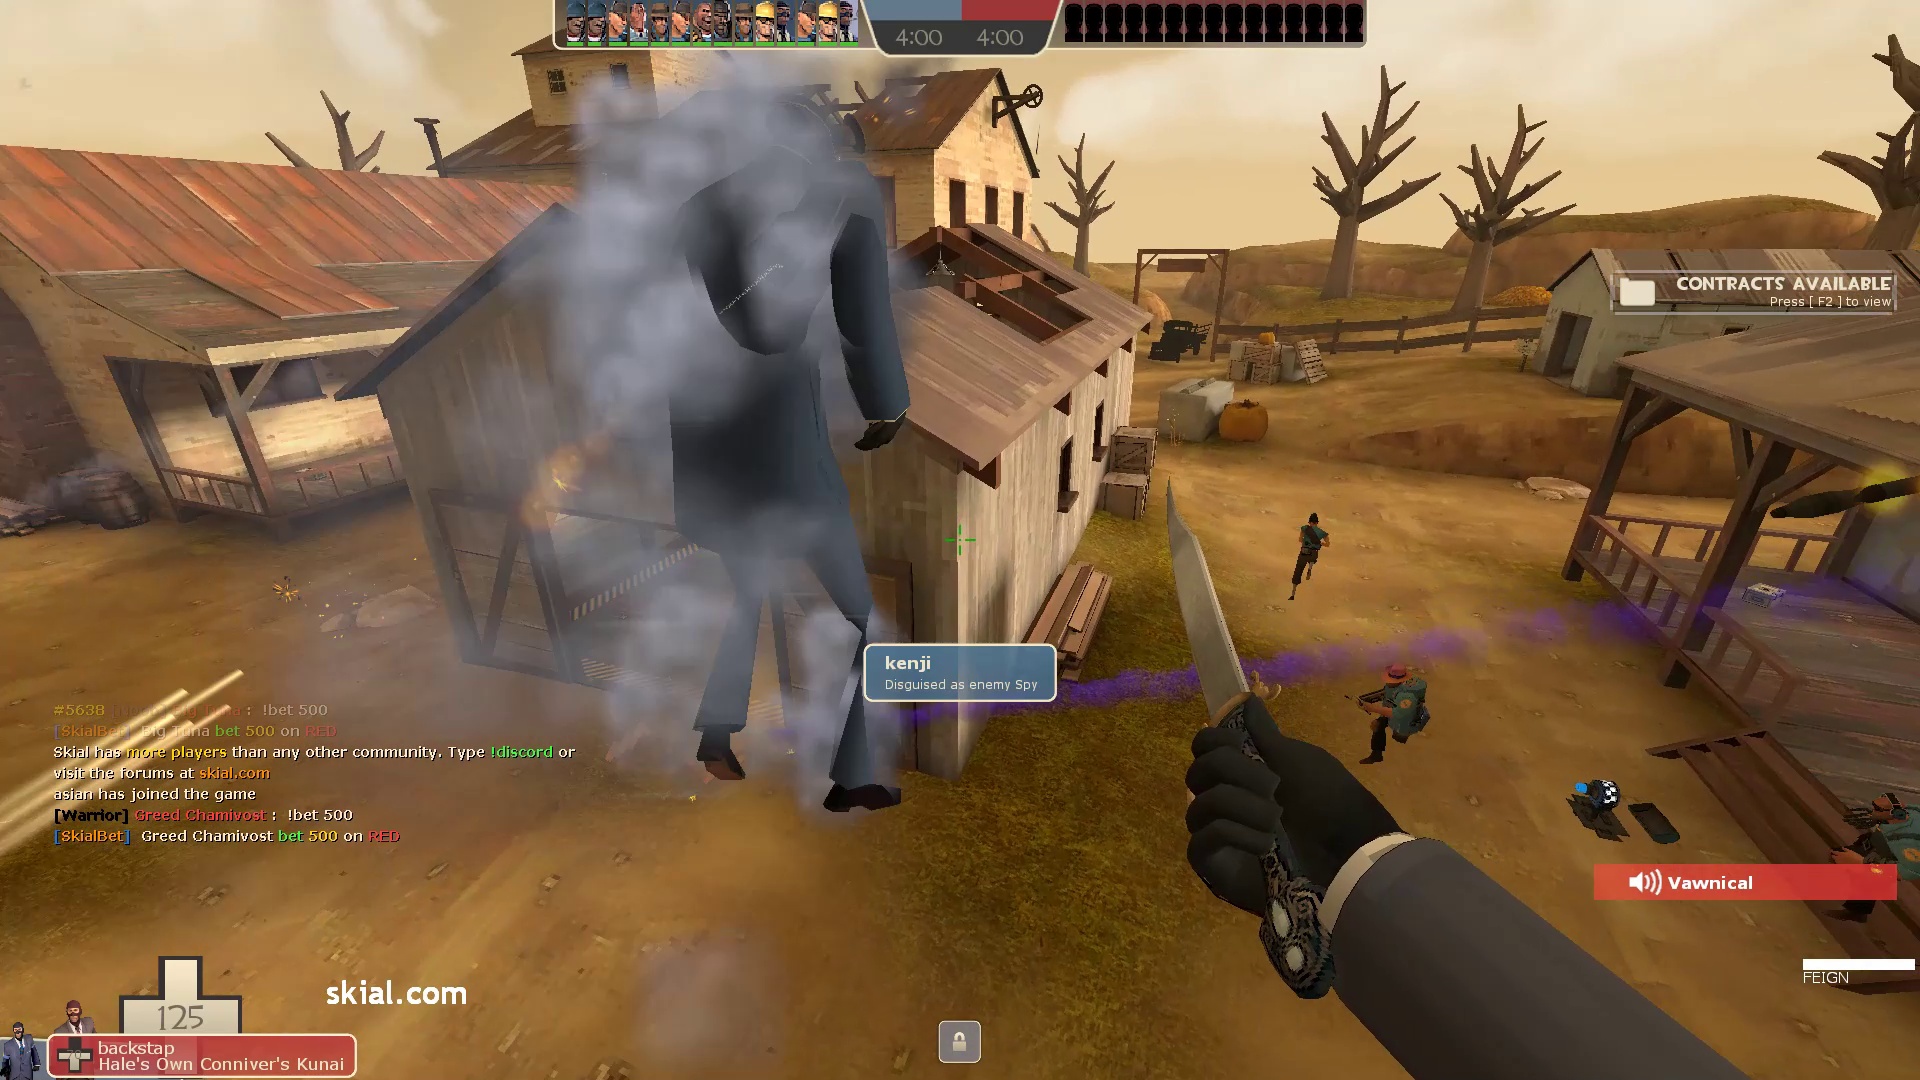 4:00 4:00
CONTRACTS AVAILABLE
Press [ F2 ] to view
kenji
Disguised as enemy Spy
#5638 : !bet 500
[SkialBet] Big Tuna bet 500 on RED
Skial has more players than any other community. Type !discord or
visit the forums at skial.com
asian has joined the game
[Warrior] Greed Chamivost : !bet 500
[SkialBet] Greed Chamivost bet 500 on RED
Vawnical
FEIGN
skial.com
125
backstap
Hale's Own Conniver's Kunai